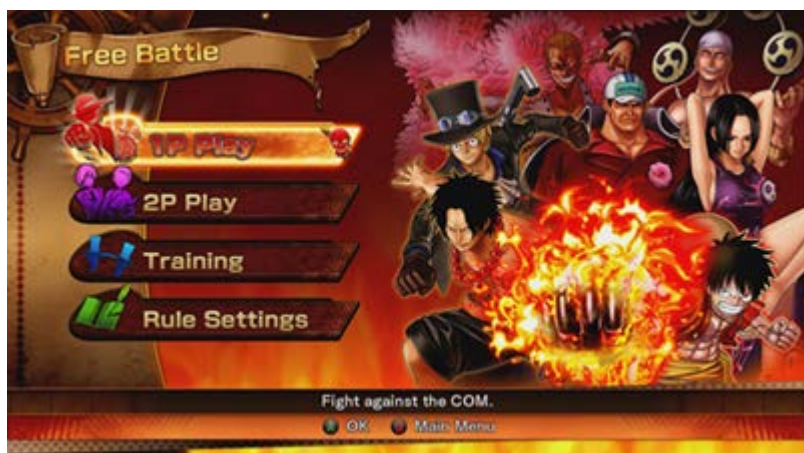 Free Battle
1P Play
2P Play
Training
Rule Settings
Fight against the COM.
OK Main Menu